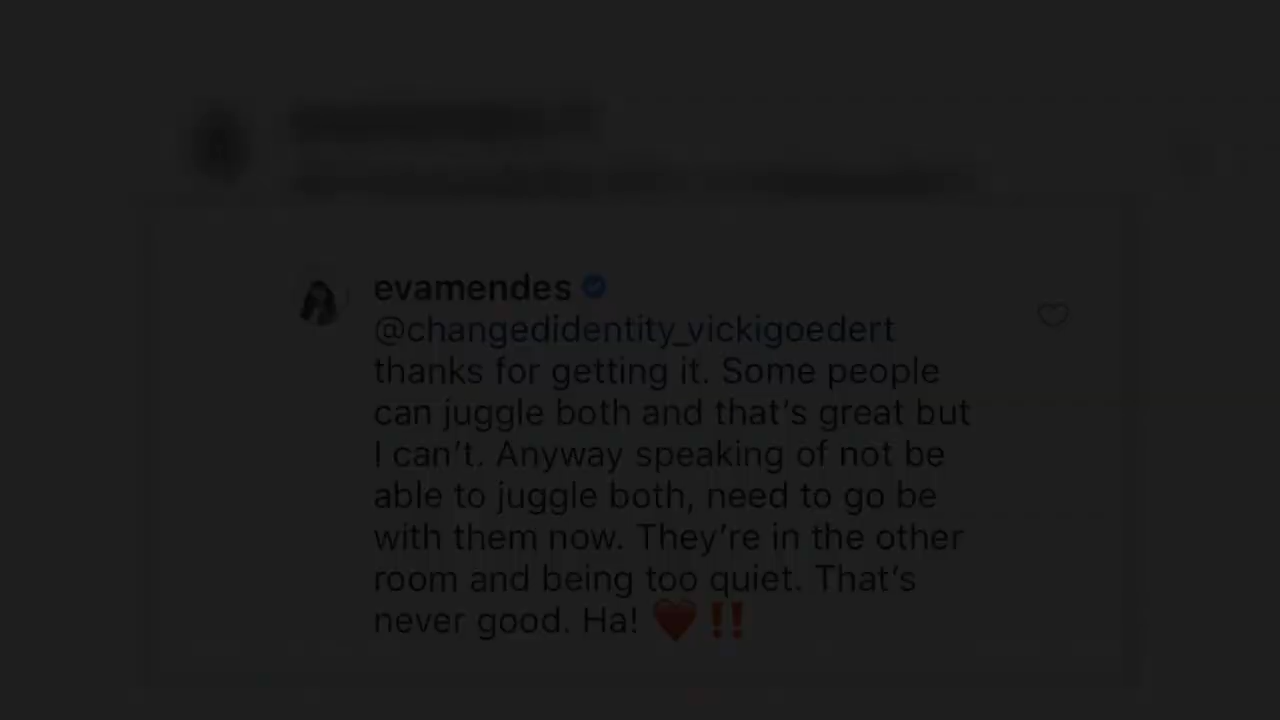 evamendes
@changedidentity_vickigoedert
thanks for getting it. Some people
can juggle both and that’s great but
I can’t. Anyway speaking of not be
able to juggle both, need to go be
with them now. They’re in the other
room and being too quiet. That’s
never good. Ha! ❤️‼️